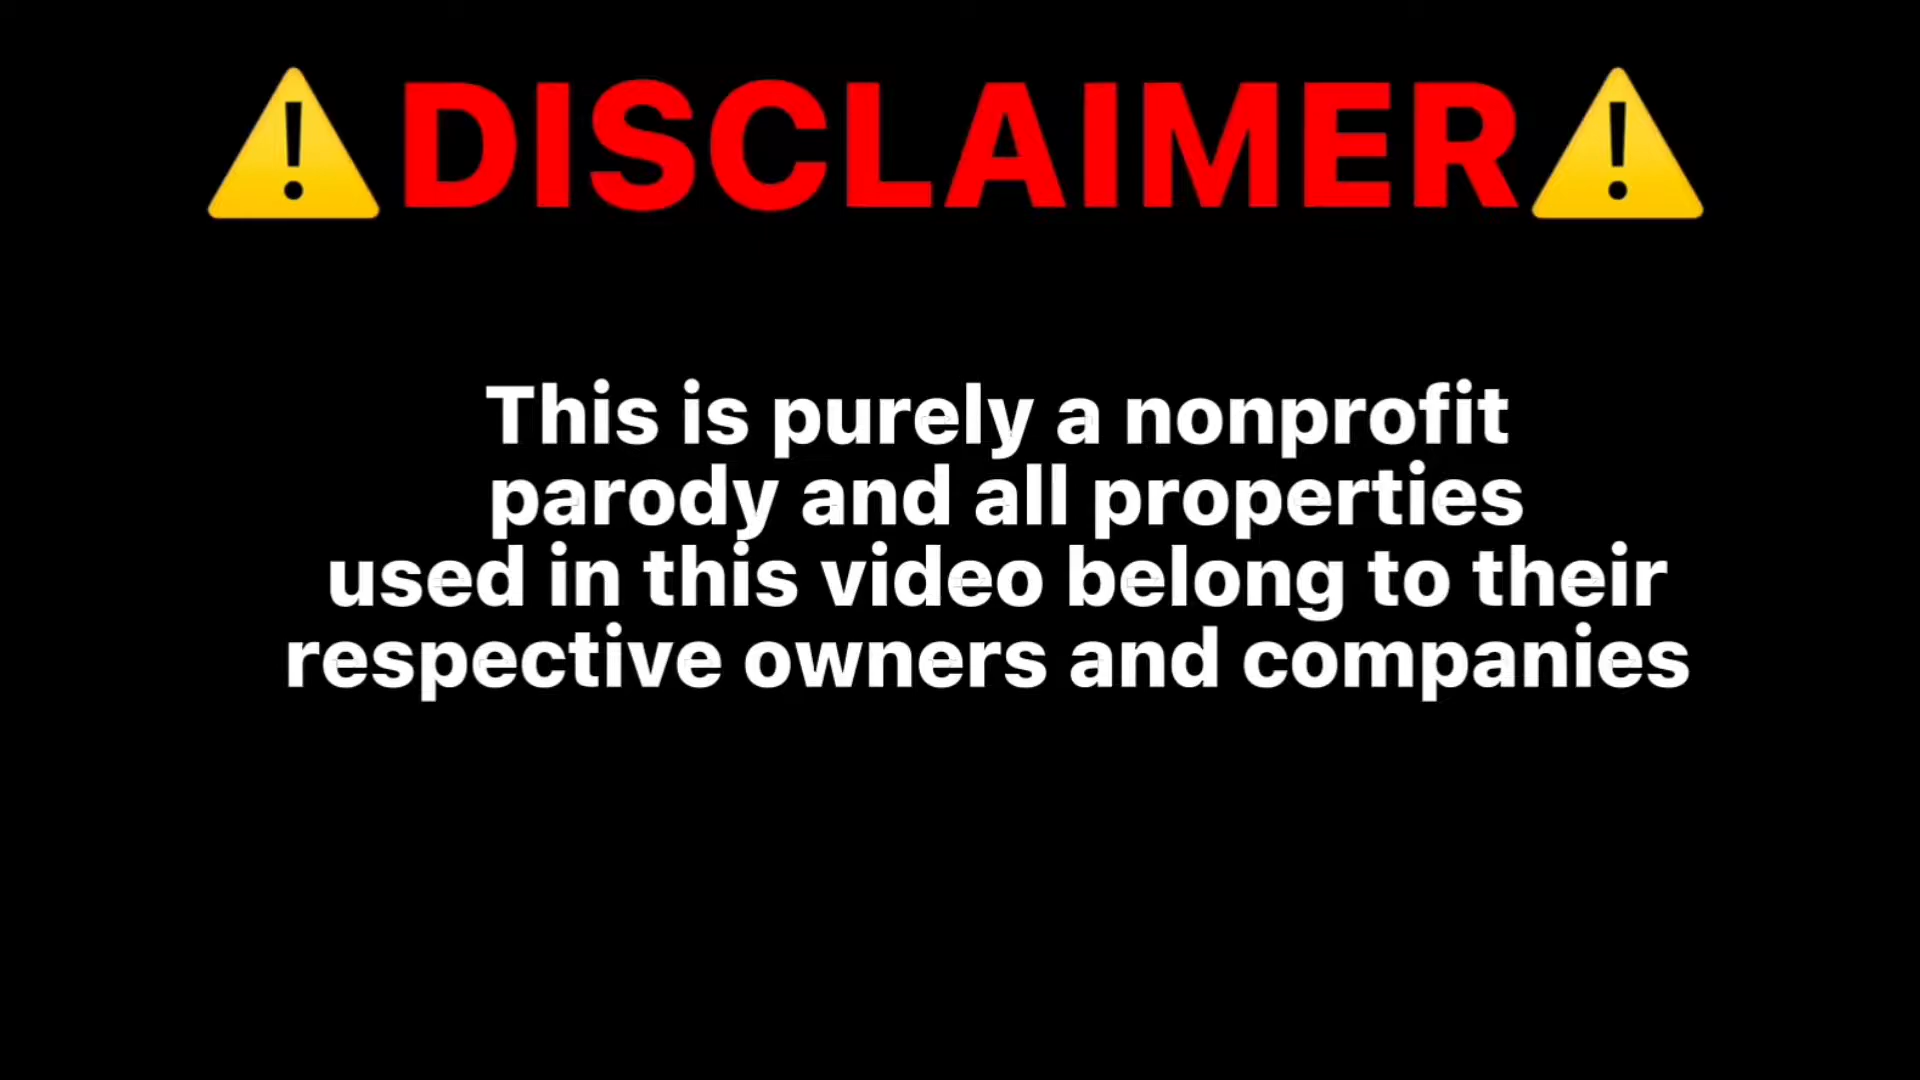 ⚠️DISCLAIMER⚠️
This is purely a nonprofit
parody and all properties
used in this video belong to their
respective owners and companies